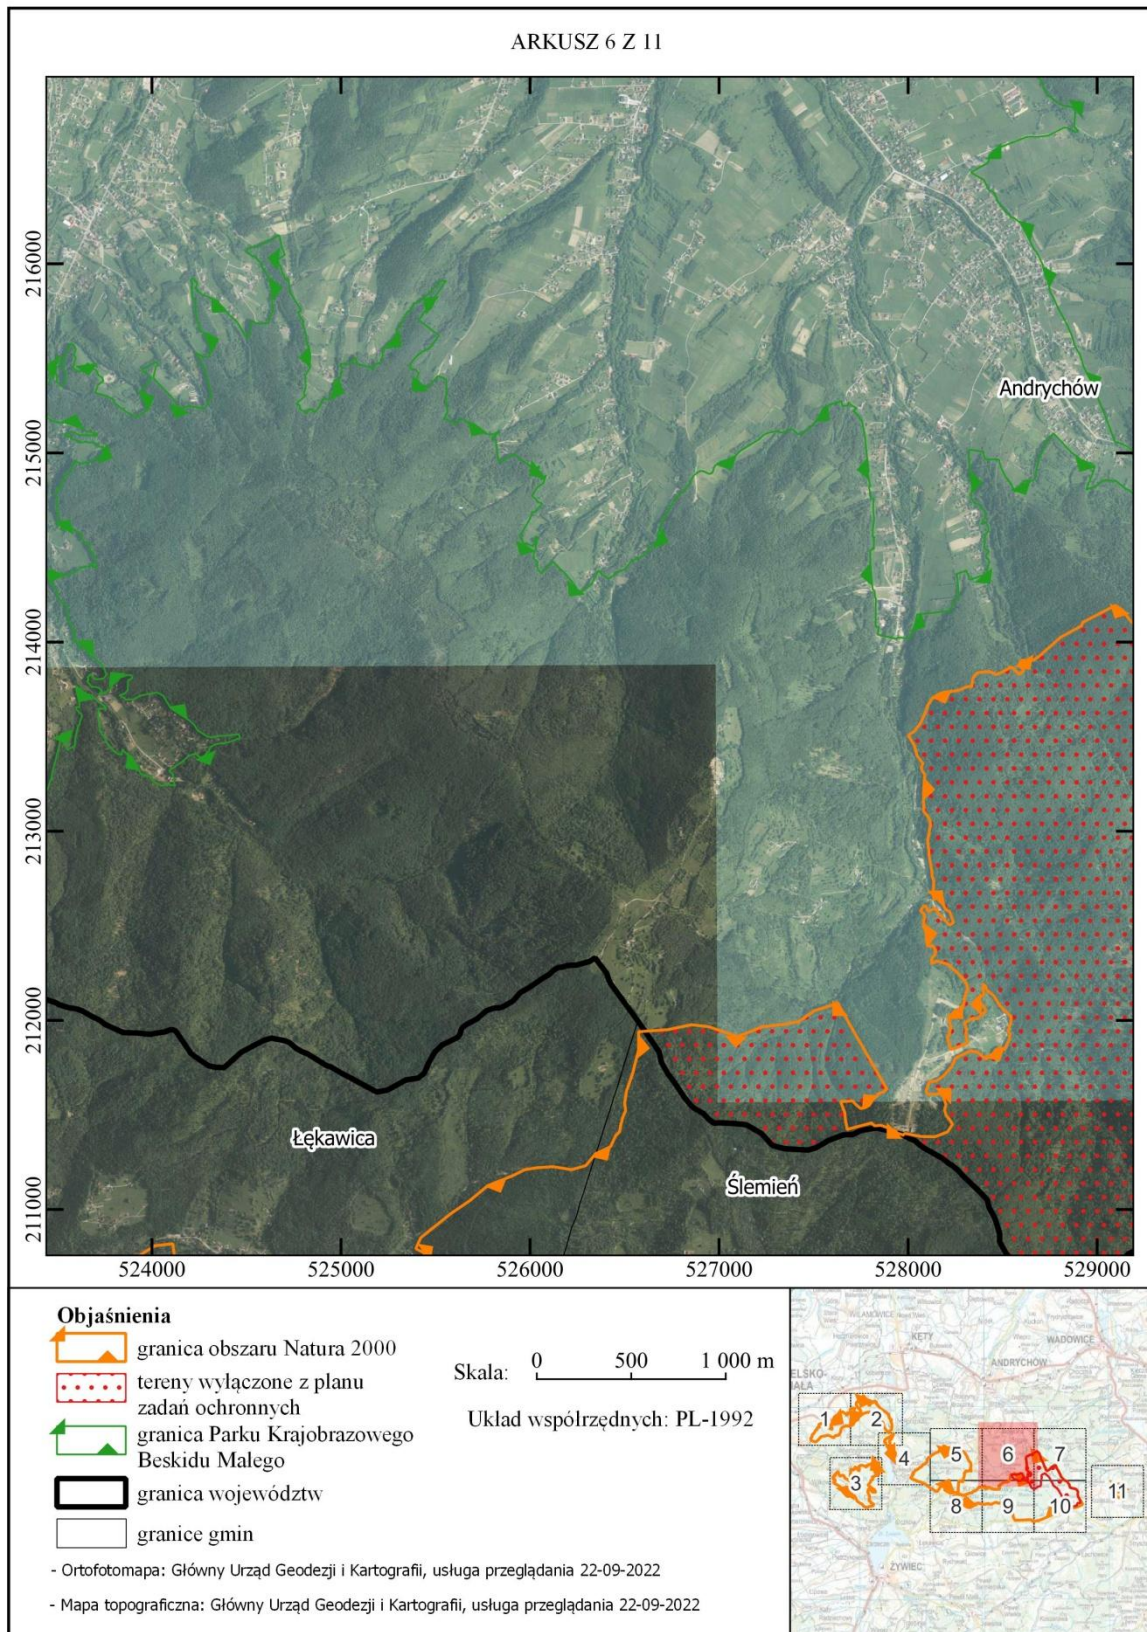 ARKUSZ 6 Z 11
216000
215000
214000
213000
212000
211000
Andrychów
Łękawica
Ślemień
524000
525000
526000
527000
528000
529000
Objaśnienia
granica obszaru Natura 2000
tereny wyłączone z planu
zadań ochronnych
granica Parku Krajobrazowego
Beskidu Małego
granica województw
granice gmin
- Ortofotomapa: Główny Urząd Geodezji i Kartografii, usługa przeglądania 22-09-2022
- Mapa topograficzna: Główny Urząd Geodezji i Kartografii, usługa przeglądania 22-09-2022
Skala:
0 500 1 000 m
Układ współrzędnych: PL-1992
WILAMOWICE
KĘTY
WADOWICE
ANDRYCHÓW
1
2
3
4
5
6
7
8
9
10
11
ŻYWIEC